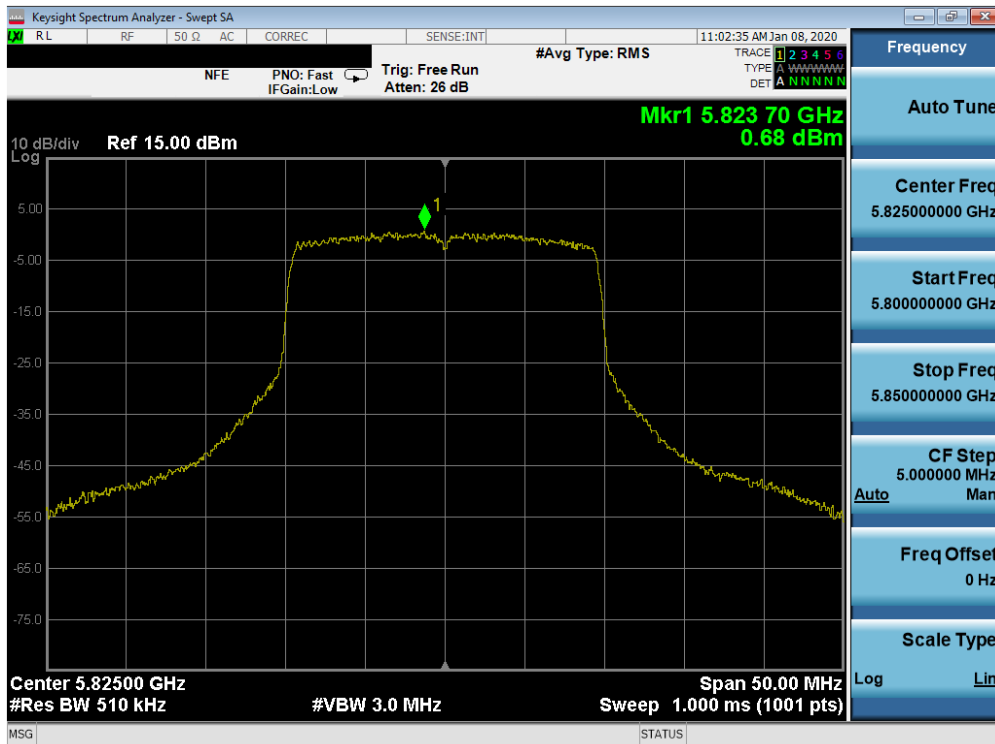 Keysight Spectrum Analyzer - Swept SA
LXI RL RF 50 Ω AC CORREC SENSE:INT 11:02:35 AM Jan 08, 2020
#Avg Type: RMS
TRACE 1 2 3 4 5 6
TYPE A WWWWW
DET A N N N N N
NFE PNO: Fast Trig: Free Run
IFGain:Low Atten: 26 dB
Mkr1 5.823 70 GHz
0.68 dBm
10 dB/div Ref 15.00 dBm
Log
1
5.00
-5.00
-15.0
-25.0
-35.0
-45.0
-55.0
-65.0
-75.0
Center 5.82500 GHz Span 50.00 MHz
#Res BW 510 kHz #VBW 3.0 MHz Sweep 1.000 ms (1001 pts)
MSG STATUS
Frequency
Auto Tune
Center Freq
5.825000000 GHz
Start Freq
5.800000000 GHz
Stop Freq
5.850000000 GHz
CF Step
5.000000 MHz
Auto Man
Freq Offset
0 Hz
Scale Type
Log Lin